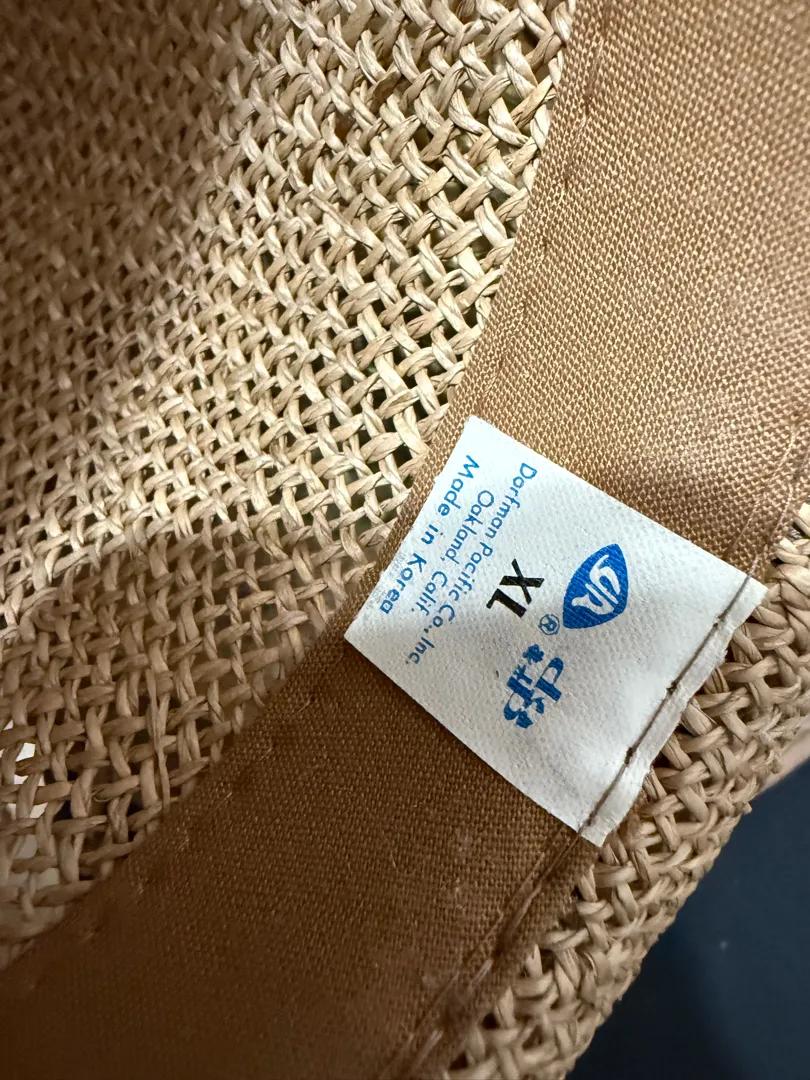 XL
®
Dorfman Pacific Co., Inc.
Oakland, Calif.
Made in Korea